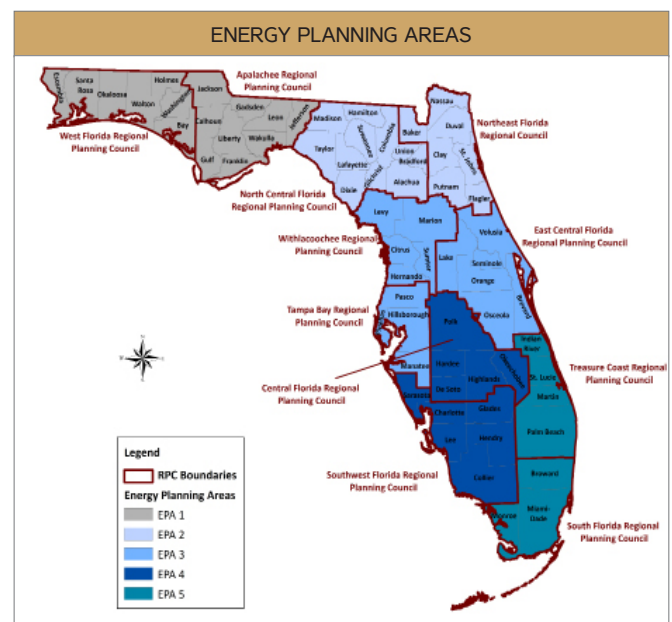 ENERGY PLANNING AREAS
Apalachee Regional
Planning Council
Escambia
Santa
Rosa
Okaloosa
Walton
Holmes
Washington
Bay
Jackson
Calhoun
Gulf
Gadsden
Liberty
Franklin
Leon
Wakulla
Jefferson
West Florida Regional
Planning Council
Madison
Hamilton
Taylor
Suwannee
Columbia
Lafayette
Dixie
Gilchrist
Baker
Union
Bradford
Alachua
Nassau
Duval
Clay
St. Johns
Putnam
Flagler
Northeast Florida
Regional Council
North Central Florida
Regional Planning Council
Levy
Marion
Citrus
Sumter
Hernando
Withlacoochee Regional
Planning Council
Volusia
Lake
Seminole
Orange
Osceola
Brevard
East Central Florida
Regional Planning Council
Pasco
Hillsborough
Manatee
Tampa Bay Regional
Planning Council
Polk
Hardee
Highlands
De Soto
Okeechobee
Central Florida Regional
Planning Council
Indian
River
St. Lucie
Martin
Palm Beach
Treasure Coast Regional
Planning Council
Sarasota
Charlotte
Glades
Lee
Hendry
Collier
Southwest Florida Regional
Planning Council
Broward
Miami-
Dade
Monroe
South Florida Regional
Planning Council
Legend
RPC Boundaries
Energy Planning Areas
EPA 1
EPA 2
EPA 3
EPA 4
EPA 5